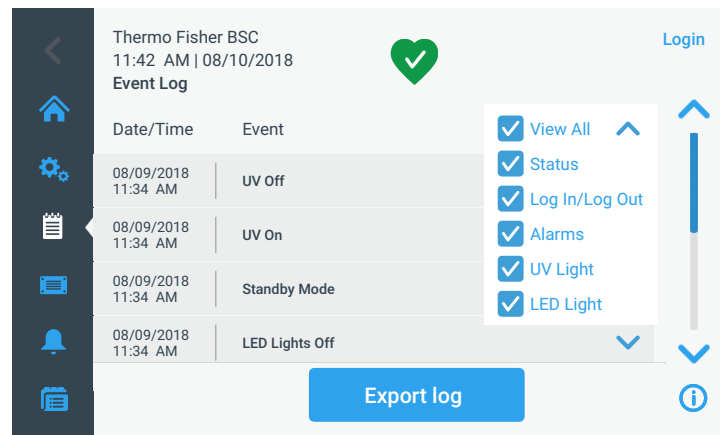 Thermo Fisher BSC
Login
11:42 AM | 08/10/2018
Event Log
Date/Time Event
View All
Status
Log In/Log Out
Alarms
UV Light
LED Light
08/09/2018
11:34 AM
UV Off
08/09/2018
11:34 AM
UV On
08/09/2018
11:34 AM
Standby Mode
08/09/2018
11:34 AM
LED Lights Off
Export log